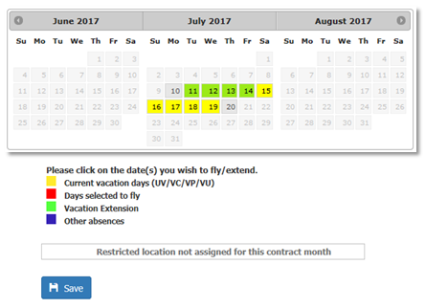 June 2017 July 2017 August 2017
Su Mo Tu We Th Fr Sa Su Mo Tu We Th Fr Sa Su Mo Tu We Th Fr Sa
1 2 3 1 1 2 3 4 5
4 5 6 7 8 9 10 2 3 4 5 6 7 8 6 7 8 9 10 11 12
11 12 13 14 15 16 17 9 10 11 12 13 14 15 13 14 15 16 17 18 19
18 19 20 21 22 23 24 16 17 18 19 20 21 22 20 21 22 23 24 25 26
25 26 27 28 29 30 23 24 25 26 27 28 29 27 28 29 30 31
30 31
Please click on the date(s) you wish to fly/extend.
Current vacation days (UV/VC/VP/VU)
Days selected to fly
Vacation Extension
Other absences
Restricted location not assigned for this contract month
Save